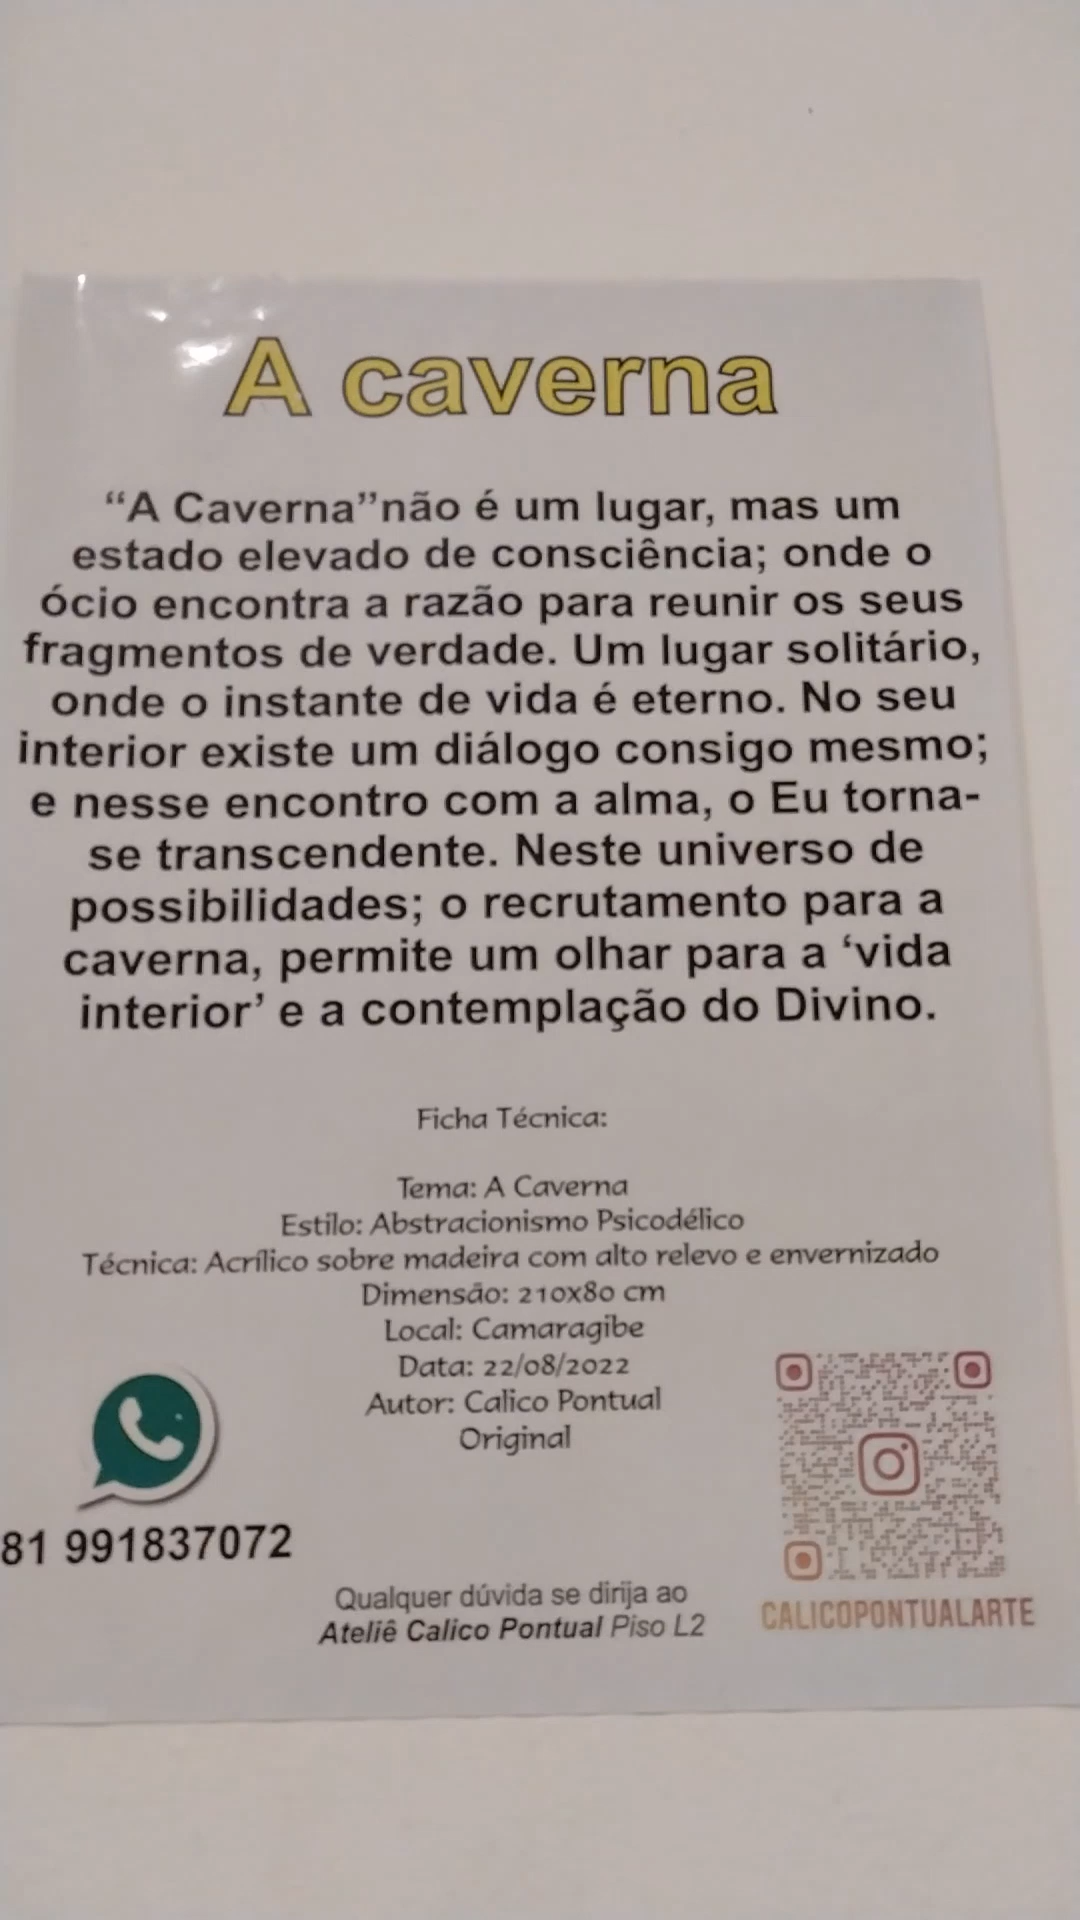 A caverna
“A Caverna”não é um lugar, mas um
estado elevado de consciência; onde o
ócio encontra a razão para reunir os seus
fragmentos de verdade. Um lugar solitário,
onde o instante de vida é eterno. No seu
interior existe um diálogo consigo mesmo;
e nesse encontro com a alma, o Eu torna-
se transcendente. Neste universo de
possibilidades; o recrutamento para a
caverna, permite um olhar para a ‘vida
interior’ e a contemplação do Divino.
Ficha Técnica:
Tema: A Caverna
Estilo: Abstracionismo Psicodélico
Técnica: Acrílico sobre madeira com alto relevo e envernizado
Dimensão: 210x80 cm
Local: Camaragibe
Data: 22/08/2022
Autor: Calico Pontual
Original
81 991837072
Qualquer dúvida se dirija ao
Ateliê Calico Pontual Piso L2
CALICOPONTUALARTE